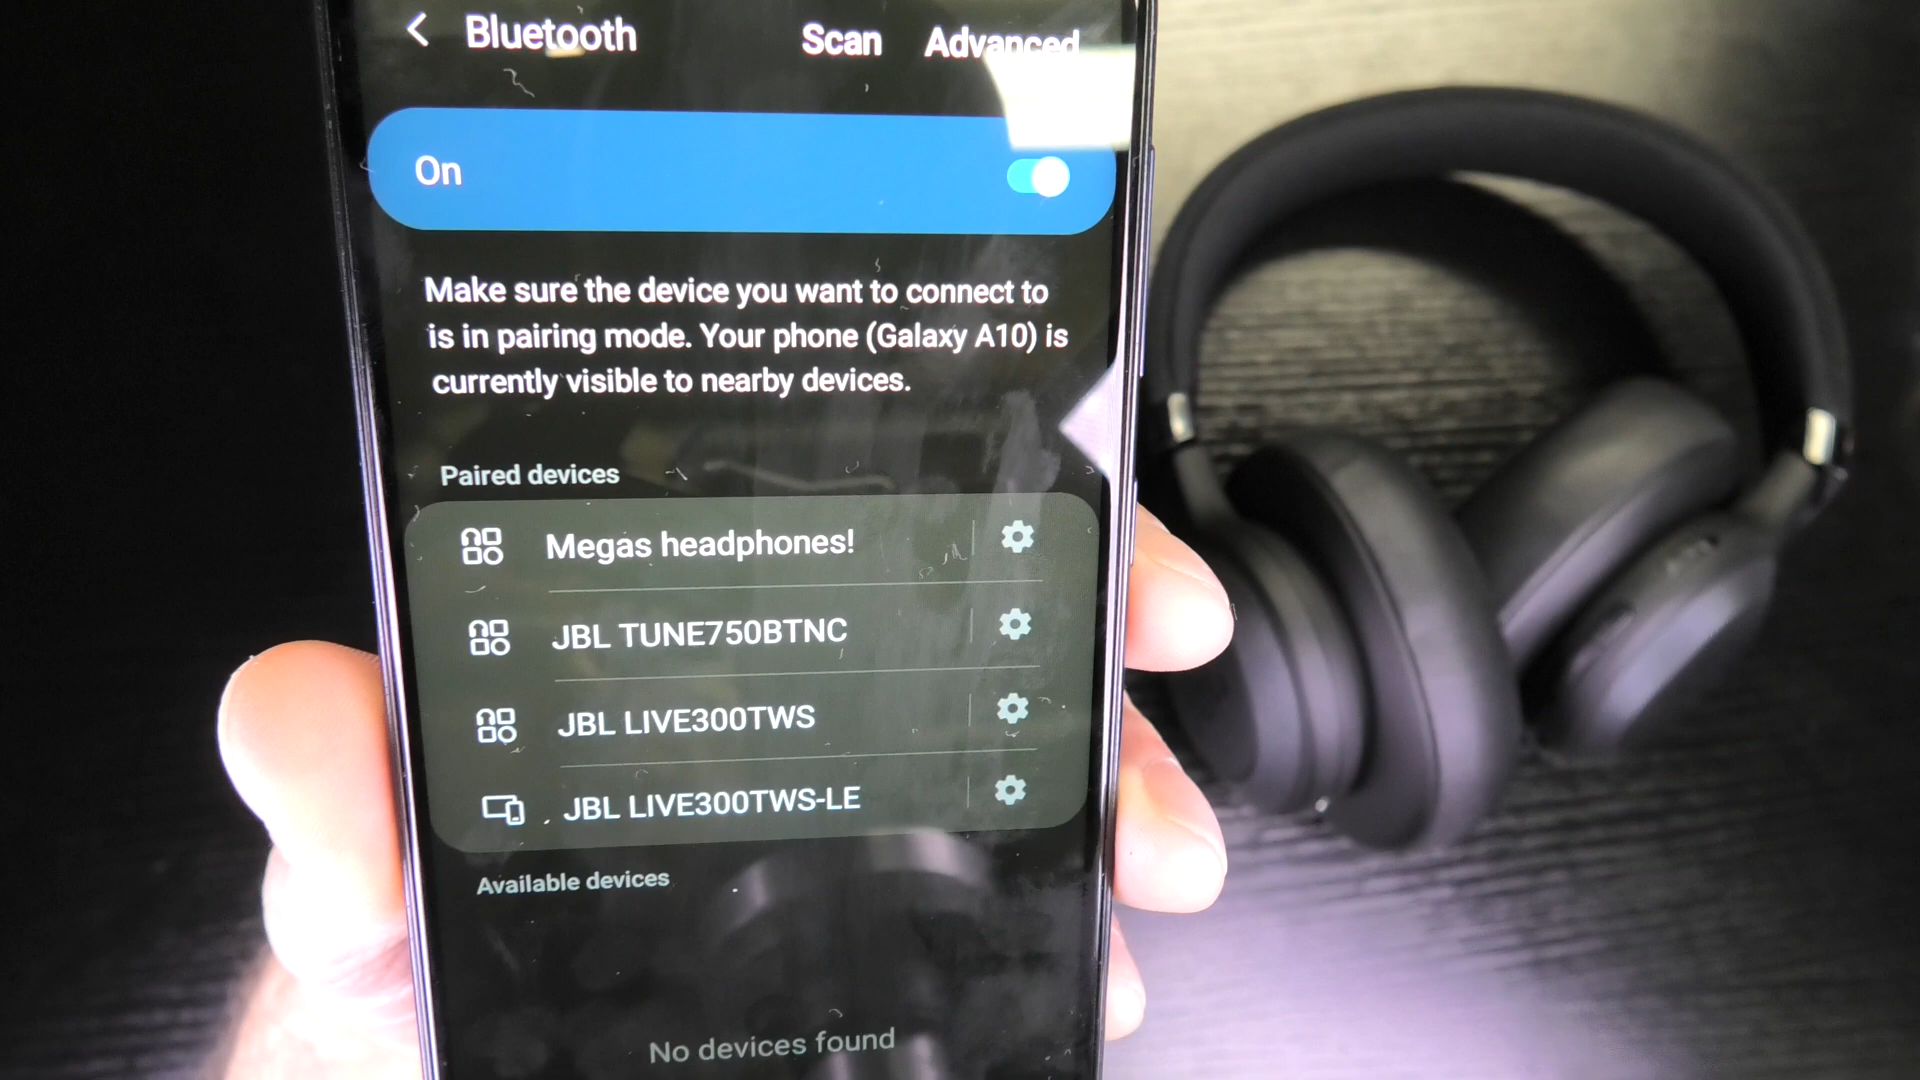 Bluetooth
Scan
Advanced
On
Make sure the device you want to connect to
is in pairing mode. Your phone (Galaxy A10) is
currently visible to nearby devices.
Paired devices
Megas headphones!
JBL TUNE750BTNC
JBL LIVE300TWS
JBL LIVE300TWS-LE
Available devices
No devices found